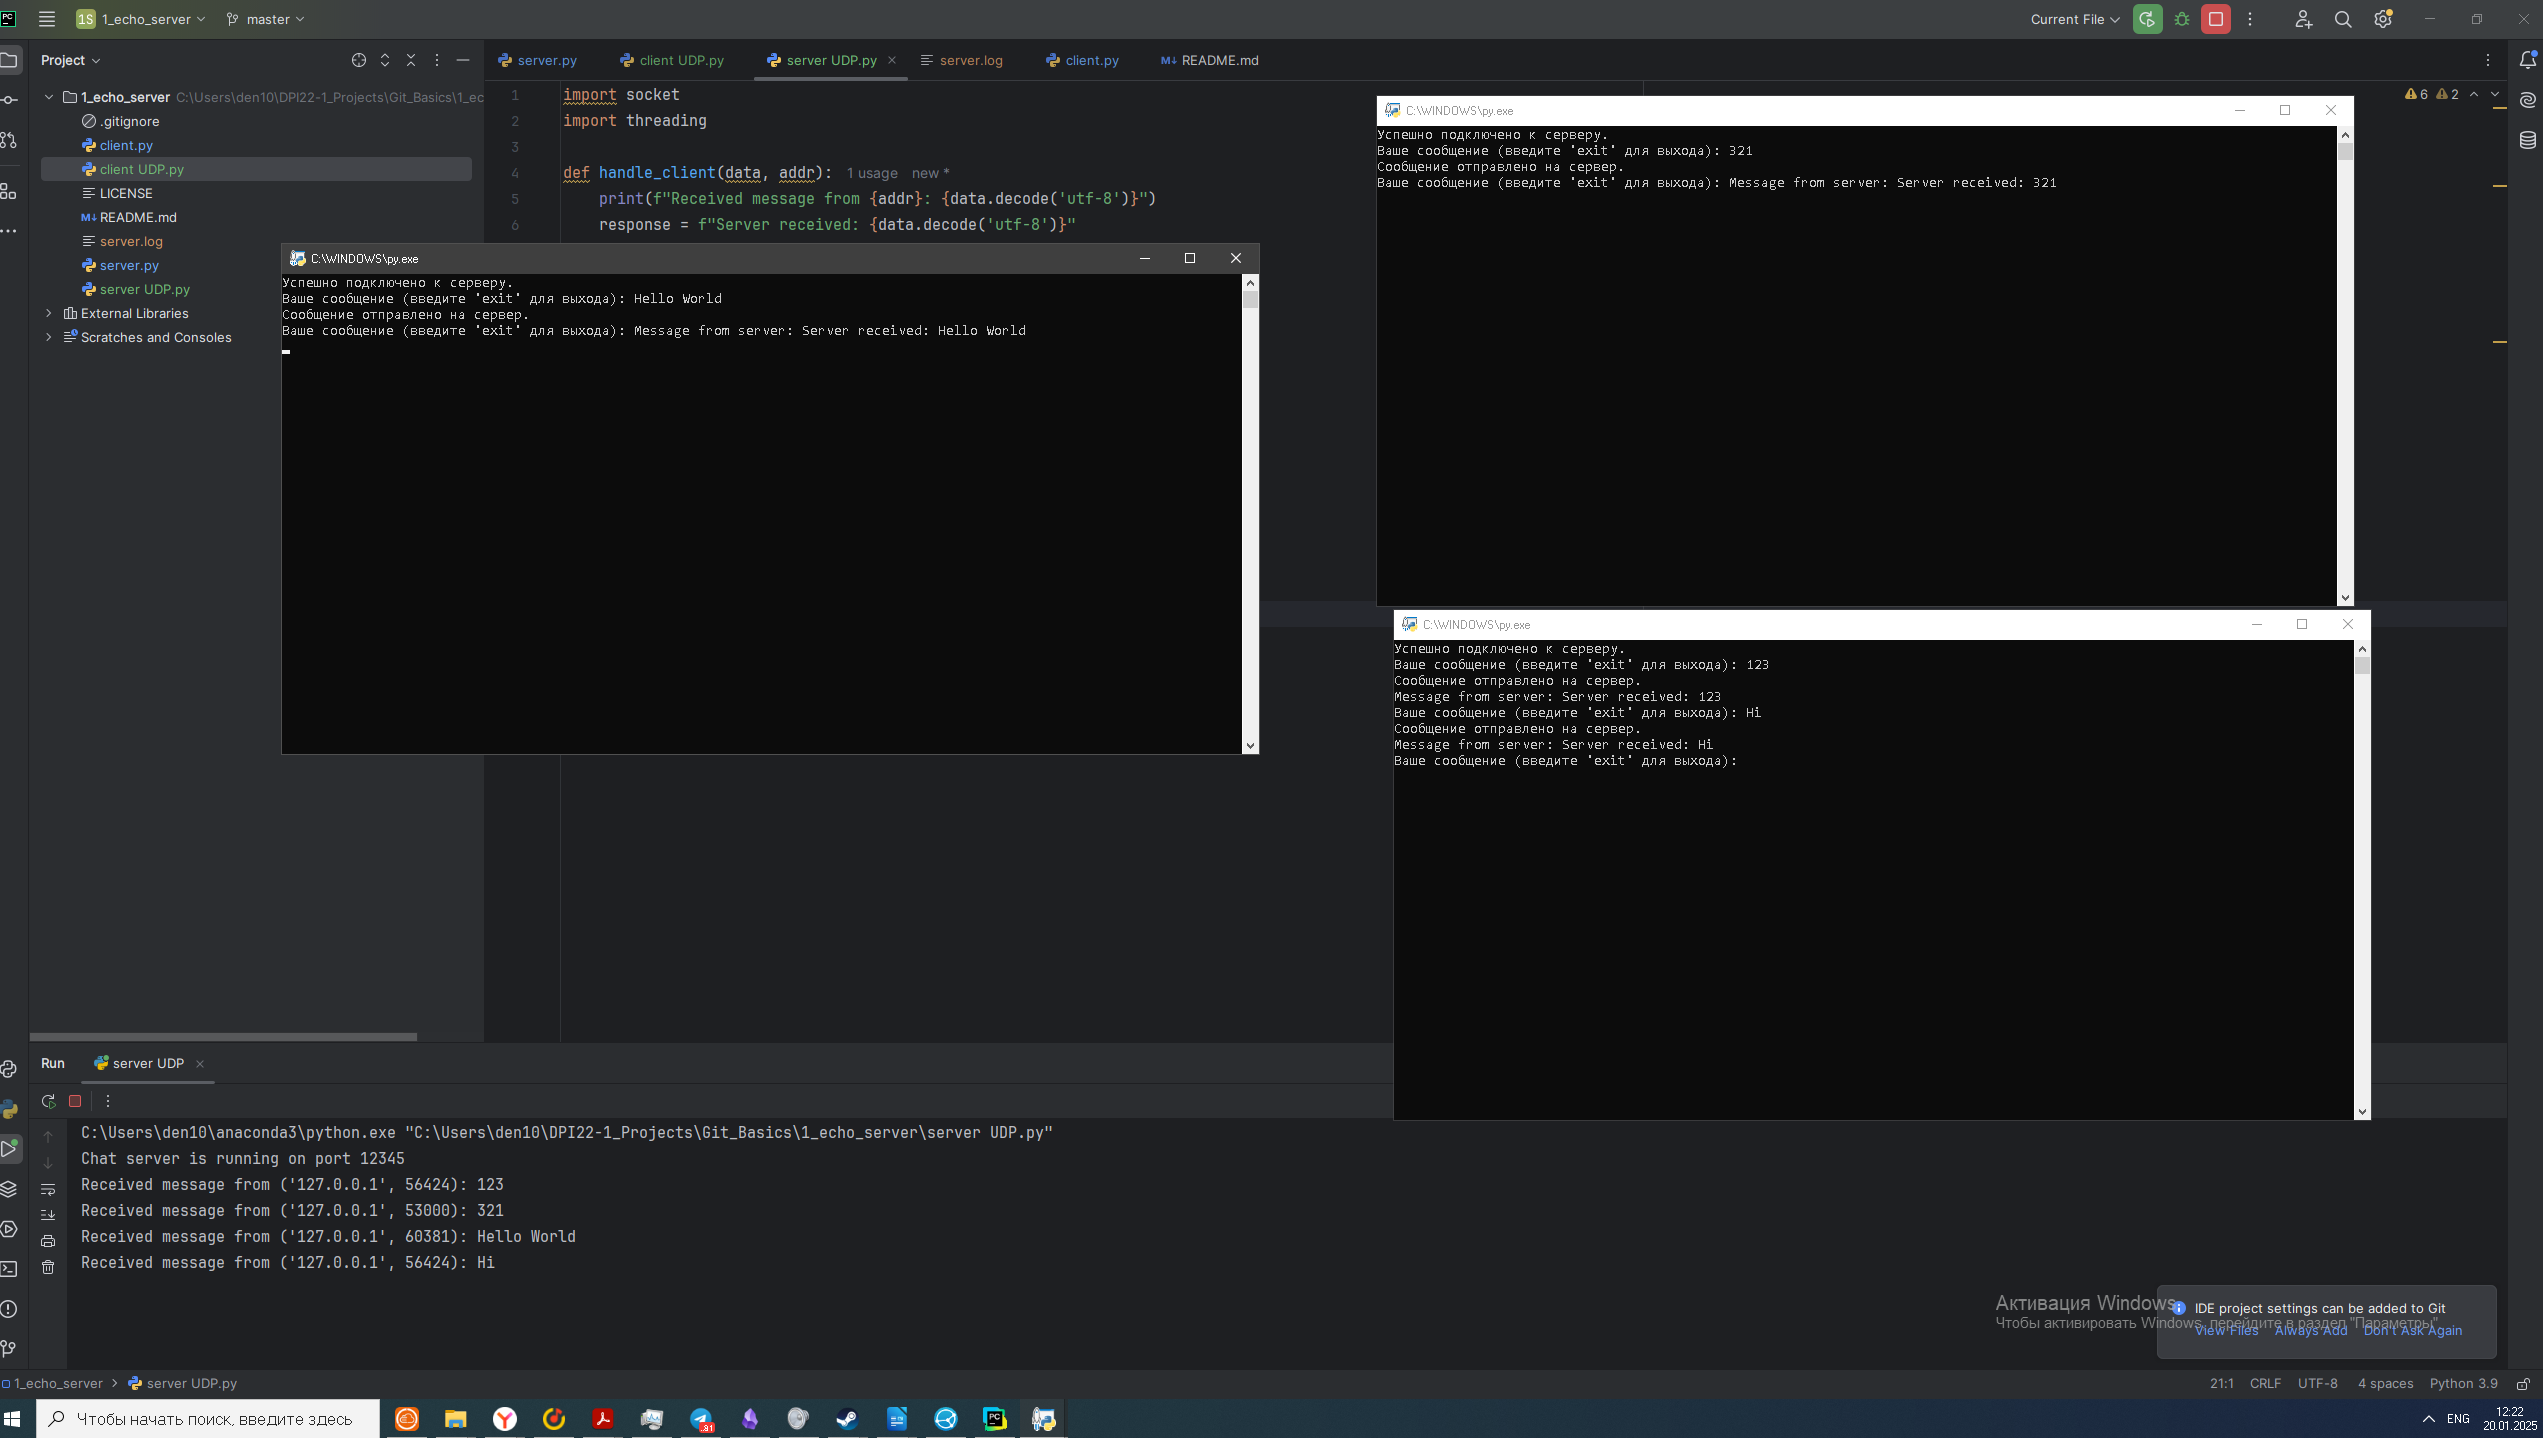 PC
1S 1_echo_server master
Current File
Project
1_echo_server C:\Users\den10\DPI22-1_Projects\Git_Basics\1_ec
.gitignore
client.py
client UDP.py
LICENSE
M↓ README.md
server.log
server.py
server UDP.py
External Libraries
Scratches and Consoles
server.py client UDP.py server UDP.py server.log client.py M↓ README.md
6 2
1 import socket
2 import threading
3
4 def handle_client(data, addr): 1 usage new *
5 print(f"Received message from {addr}: {data.decode('utf-8')}")
6 response = f"Server received: {data.decode('utf-8')}"
C:\WINDOWS\py.exe
Успешно подключено к серверу.
Ваше сообщение (введите 'exit' для выхода): 321
Сообщение отправлено на сервер.
Ваше сообщение (введите 'exit' для выхода): Message from server: Server received: 321
C:\WINDOWS\py.exe
Успешно подключено к серверу.
Ваше сообщение (введите 'exit' для выхода): Hello World
Сообщение отправлено на сервер.
Ваше сообщение (введите 'exit' для выхода): Message from server: Server received: Hello World
C:\WINDOWS\py.exe
Успешно подключено к серверу.
Ваше сообщение (введите 'exit' для выхода): 123
Сообщение отправлено на сервер.
Message from server: Server received: 123
Ваше сообщение (введите 'exit' для выхода): Hi
Сообщение отправлено на сервер.
Message from server: Server received: Hi
Ваше сообщение (введите 'exit' для выхода):
Run server UDP
C:\Users\den10\anaconda3\python.exe "C:\Users\den10\DPI22-1_Projects\Git_Basics\1_echo_server\server UDP.py"
Chat server is running on port 12345
Received message from ('127.0.0.1', 56424): 123
Received message from ('127.0.0.1', 53000): 321
Received message from ('127.0.0.1', 60381): Hello World
Received message from ('127.0.0.1', 56424): Hi
Активация Windows
Чтобы активировать Windows, перейдите в раздел "Параметры".
IDE project settings can be added to Git
View Files Always Add Don't Ask Again
1_echo_server > server UDP.py
21:1 CRLF UTF-8 4 spaces Python 3.9
Чтобы начать поиск, введите здесь
ENG
12:22
20.01.2025